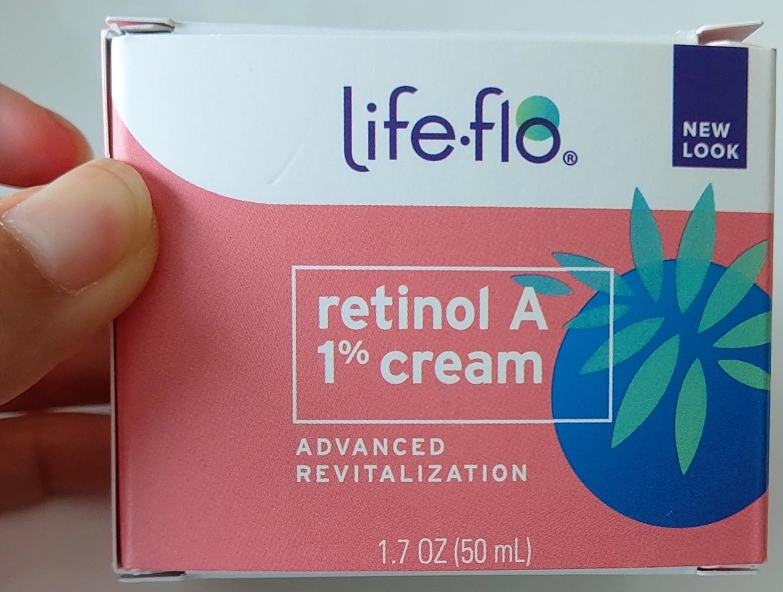 life·flo®
NEW
LOOK
retinol A
1% cream
ADVANCED
REVITALIZATION
1.7 OZ (50 mL)